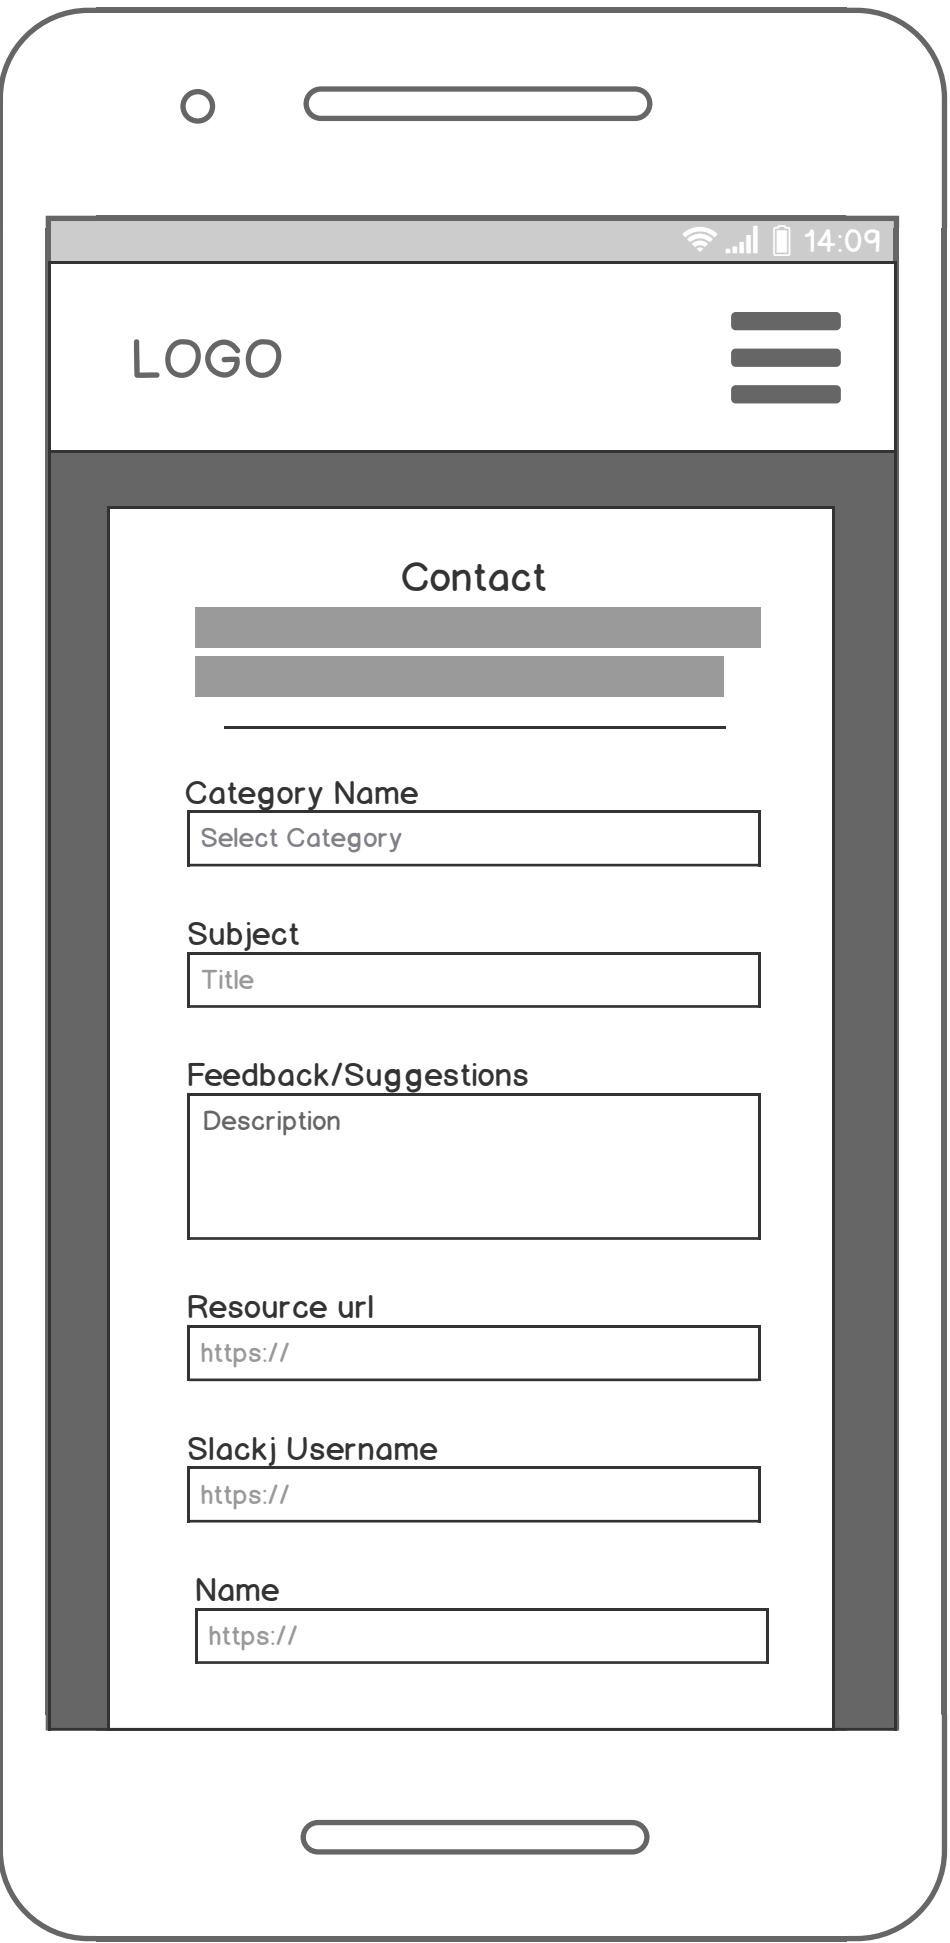 14:09
LOGO
Contact
Category Name
Select Category
Subject
Title
Feedback/Suggestions
Description
Resource url
https://
Slackj Username
https://
Name
https://